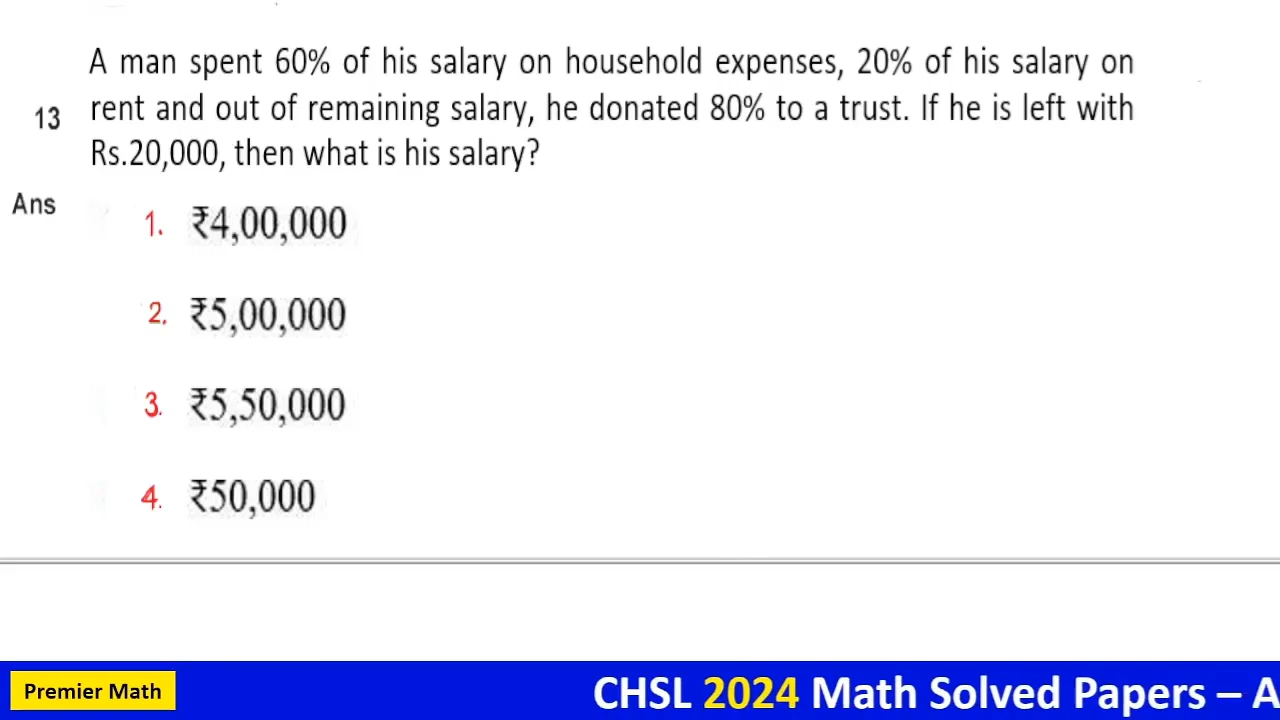 A man spent 60% of his salary on household expenses, 20% of his salary on
13 rent and out of remaining salary, he donated 80% to a trust. If he is left with
Rs.20,000, then what is his salary?
Ans
1. ₹4,00,000
2. ₹5,00,000
3. ₹5,50,000
4. ₹50,000
Premier Math
CHSL 2024 Math Solved Papers – A